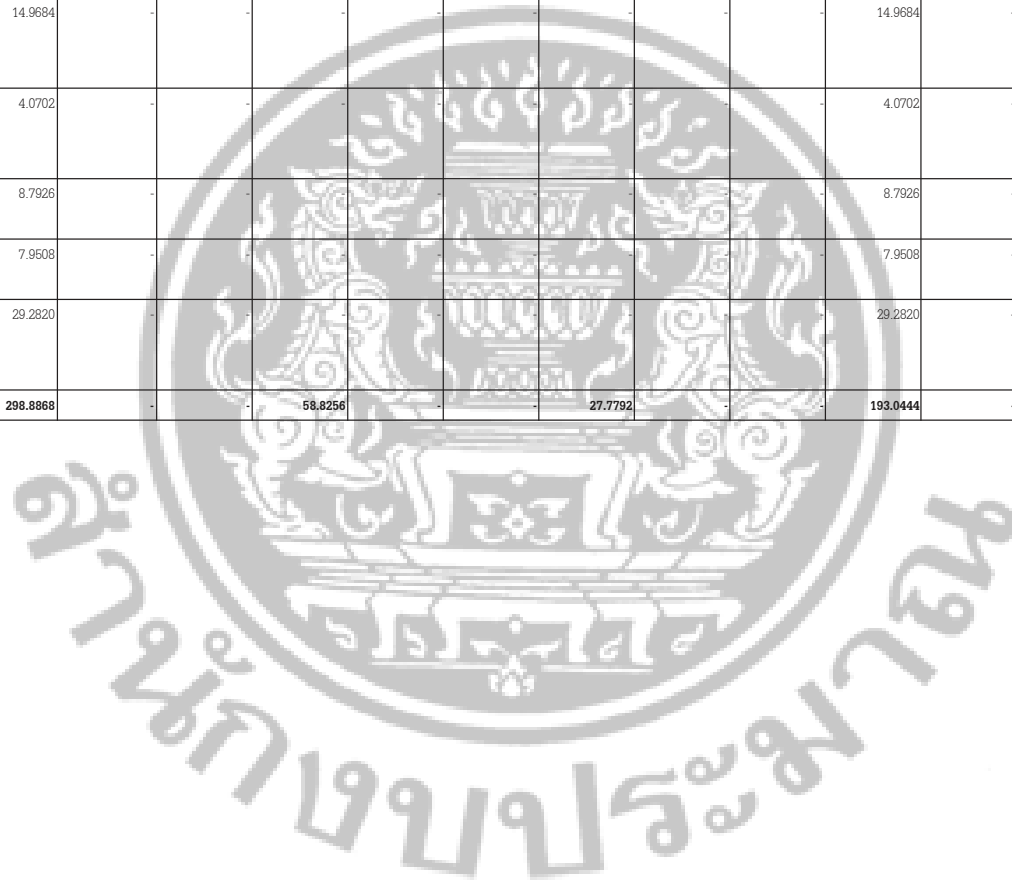 14.9684 - - - - - - - - 14.9684 -
4.0702 - - - - - - - - 4.0702 -
8.7926 - - - - - - - - 8.7926 -
7.9508 - - - - - - - - 7.9508 -
29.2820 - - - - - - - - 29.2820 -
298.8868 - - 58.8256 - - 27.7792 - - 193.0444 -
สำนักงบประมาณ